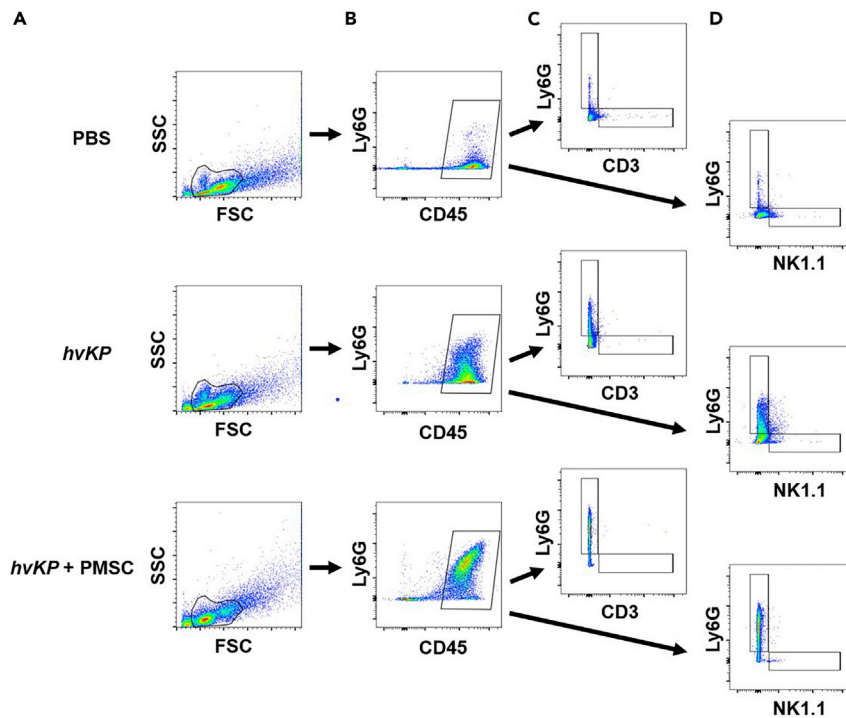 A
B
C
D
PBS
SSC
FSC
Ly6G
CD45
Ly6G
CD3
Ly6G
NK1.1
hvKP
SSC
FSC
Ly6G
CD45
Ly6G
CD3
Ly6G
NK1.1
hvKP + PMSC
SSC
FSC
Ly6G
CD45
Ly6G
CD3
Ly6G
NK1.1